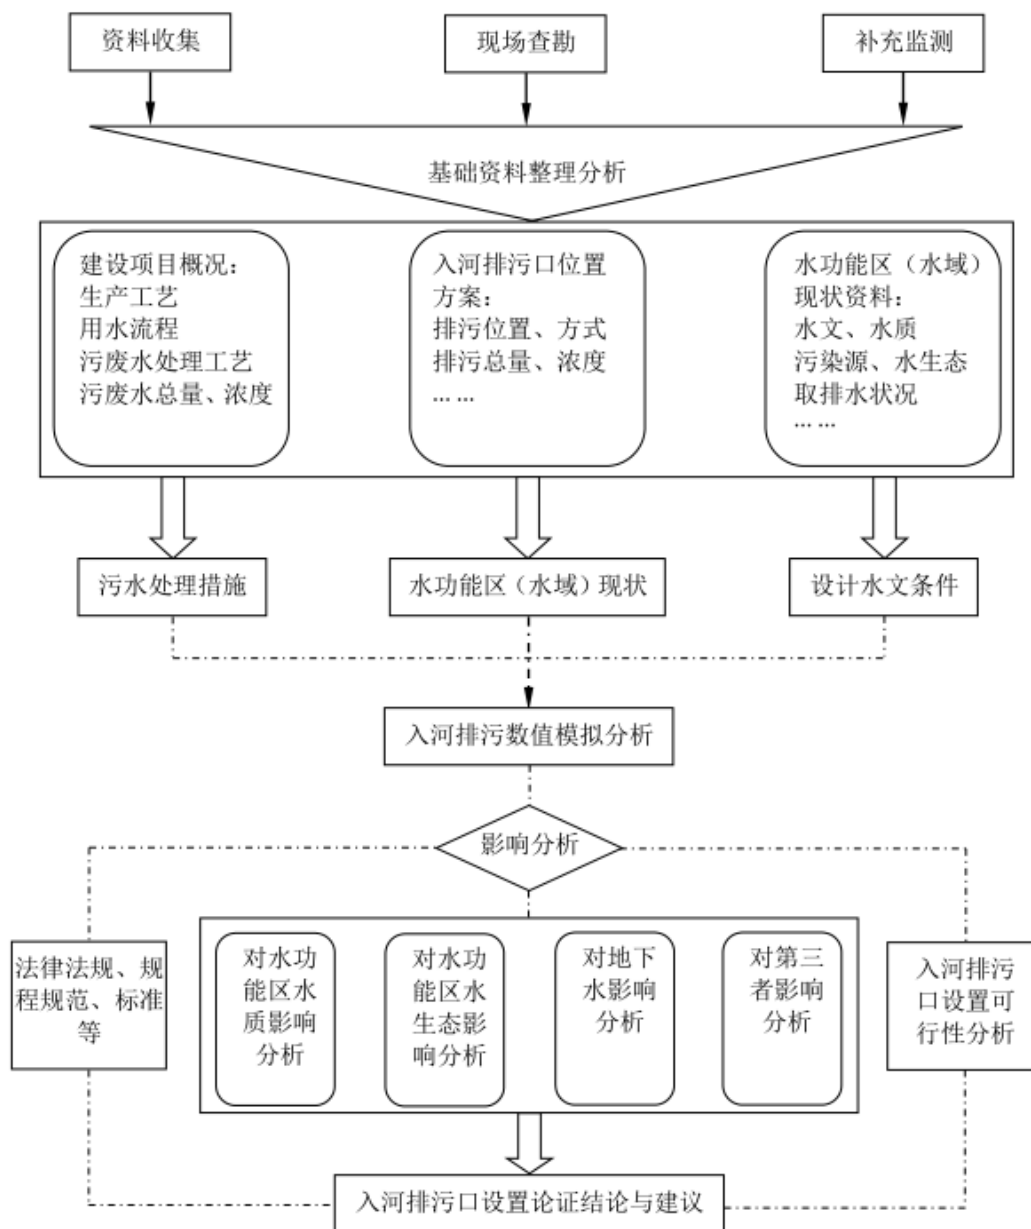 资料收集
现场查勘
补充监测
基础资料整理分析
建设项目概况：
生产工艺
用水流程
污废水处理工艺
污废水总量、浓度
入河排污口位置
方案：
排污位置、方式
排污总量、浓度
… …
水功能区（水域）
现状资料：
水文、水质
污染源、水生态
取排水状况
… …
污水处理措施
水功能区（水域）现状
设计水文条件
入河排污数值模拟分析
影响分析
法律法规、规
程规范、标准
等
对水功
能区水
质影响
分析
对水功
能区水
生态影
响分析
对地下
水影响
分析
对第三
者影响
分析
入河排污
口设置可
行性分析
入河排污口设置论证结论与建议